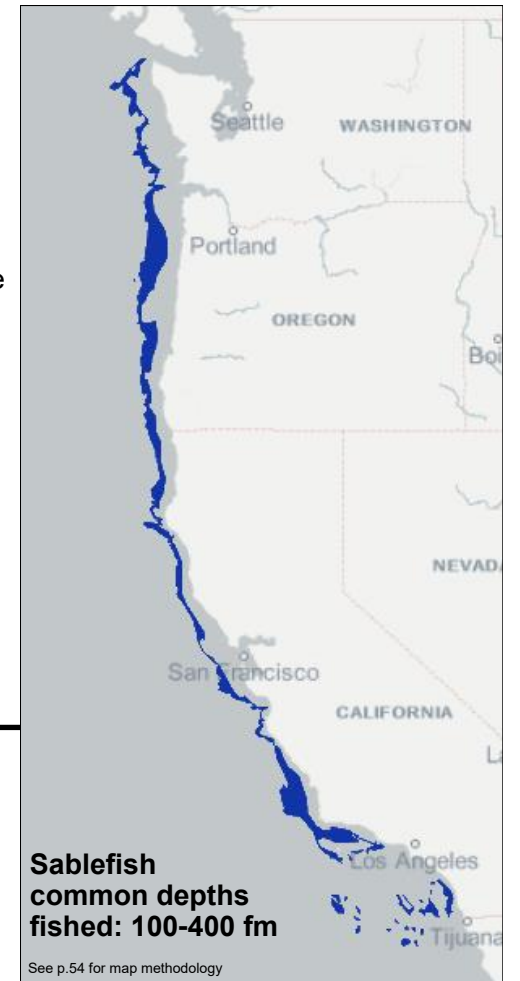 Seattle
WASHINGTON
e
Portland
OREGON
Boi
NEVAD
San Francisco
CALIFORNIA
L
Los Angeles
Tijuana
Sablefish
common depths
fished: 100-400 fm
See p.54 for map methodology